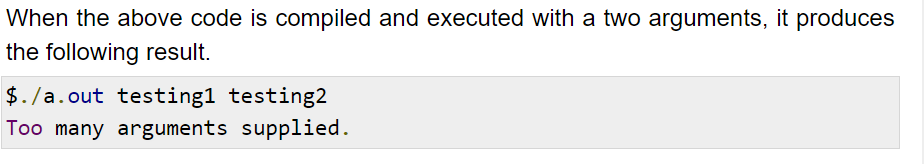 When the above code is compiled and executed with a two arguments, it produces
the following result.
$./a.out testing1 testing2
Too many arguments supplied.